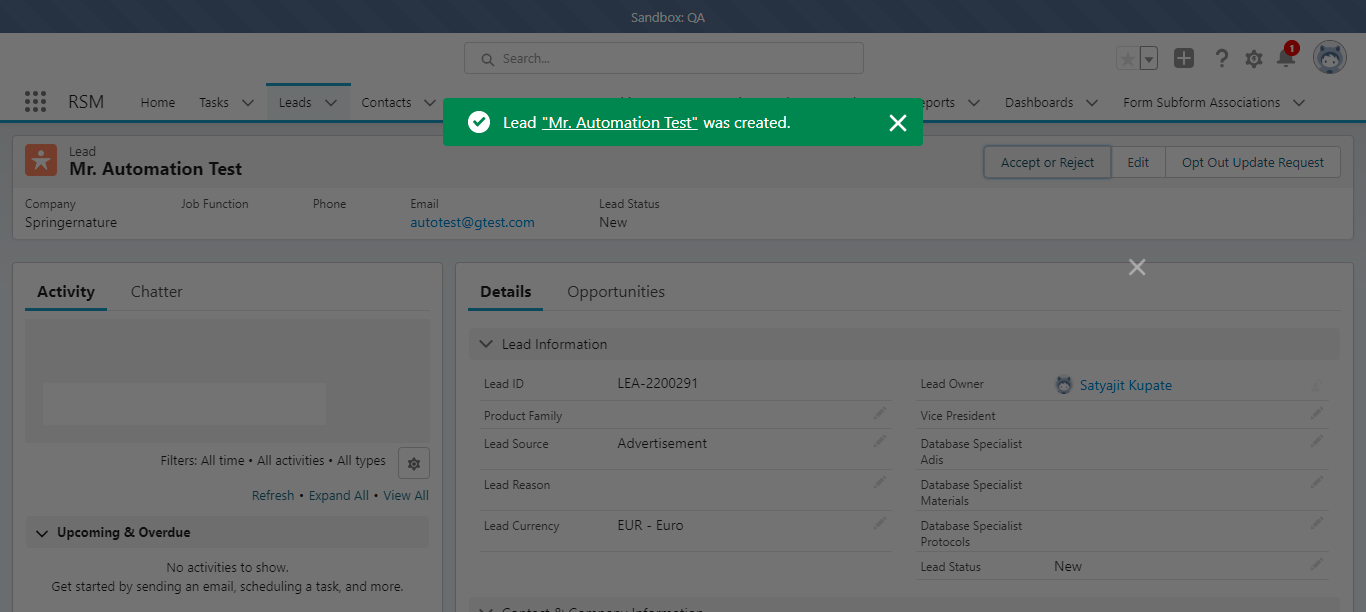 Sandbox: QA
Search...
1
RSM
Home
Tasks
Leads
Contacts
Dashboards
Form Subform Associations
Lead "Mr. Automation Test" was created.
Lead
Mr. Automation Test
Accept or Reject
Edit
Opt Out Update Request
Company
Job Function
Phone
Email
Lead Status
Springernature
autotest@gtest.com
New
Activity
Chatter
Details
Opportunities
Lead Information
Lead ID
LEA-2200291
Lead Owner
Satyajit Kupate
Product Family
Vice President
Lead Source
Advertisement
Database Specialist
Adis
Lead Reason
Database Specialist
Materials
Lead Currency
EUR - Euro
Database Specialist
Protocols
Lead Status
New
Filters: All time • All activities • All types
Refresh • Expand All • View All
Upcoming & Overdue
No activities to show.
Get started by sending an email, scheduling a task, and more.
Contact & Company Information